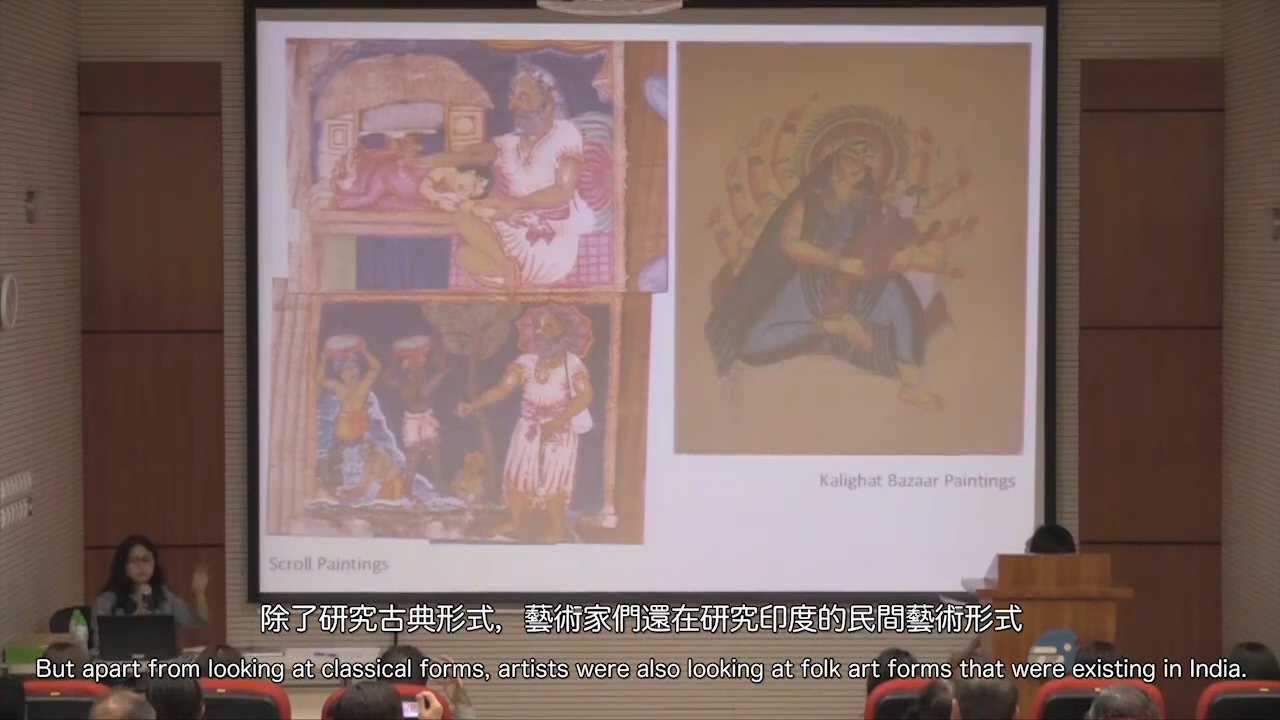 Kalighat Bazaar Paintings
Scroll Paintings
除了研究古典形式，藝術家們還在研究印度的民間藝術形式
But apart from looking at classical forms, artists were also looking at folk art forms that were existing in India.